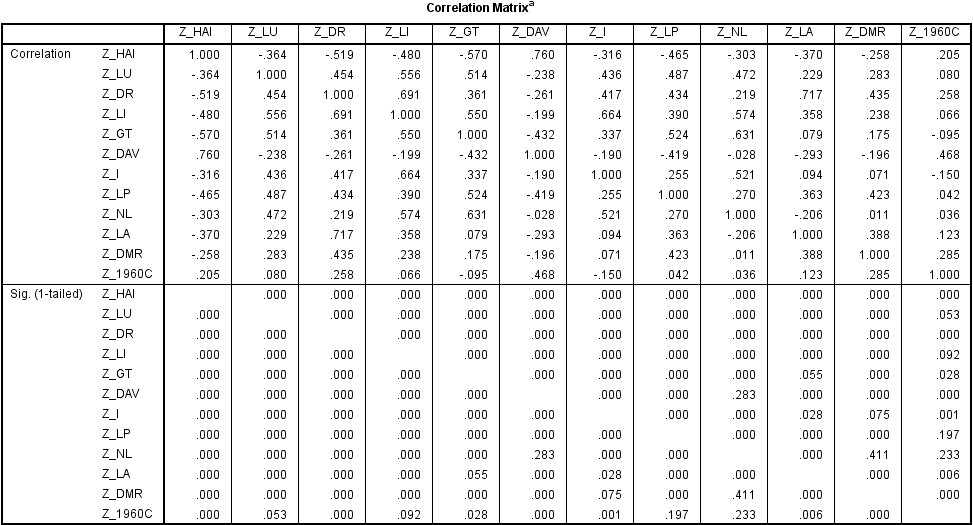 Correlation Matrixa
Z_HAI Z_LU Z_DR Z_LI Z_GT Z_DAV Z_I Z_LP Z_NL Z_LA Z_DMR Z_1960C
Correlation Z_HAI 1.000 -.364 -.519 -.480 -.570 .760 -.316 -.465 -.303 -.370 -.258 .205
Z_LU -.364 1.000 .454 .556 .514 -.238 .436 .487 .472 .229 .283 .080
Z_DR -.519 .454 1.000 .691 .361 -.261 .417 .434 .219 .717 .435 .258
Z_LI -.480 .556 .691 1.000 .550 -.199 .664 .390 .574 .358 .238 .066
Z_GT -.570 .514 .361 .550 1.000 -.432 .337 .524 .631 .079 .175 -.095
Z_DAV .760 -.238 -.261 -.199 -.432 1.000 -.190 -.419 -.028 -.293 -.196 .468
Z_I -.316 .436 .417 .664 .337 -.190 1.000 .255 .521 .094 .071 -.150
Z_LP -.465 .487 .434 .390 .524 -.419 .255 1.000 .270 .363 .423 .042
Z_NL -.303 .472 .219 .574 .631 -.028 .521 .270 1.000 -.206 .011 .036
Z_LA -.370 .229 .717 .358 .079 -.293 .094 .363 -.206 1.000 .388 .123
Z_DMR -.258 .283 .435 .238 .175 -.196 .071 .423 .011 .388 1.000 .285
Z_1960C .205 .080 .258 .066 -.095 .468 -.150 .042 .036 .123 .285 1.000
Sig. (1-tailed) Z_HAI .000 .000 .000 .000 .000 .000 .000 .000 .000 .000 .000
Z_LU .000 .000 .000 .000 .000 .000 .000 .000 .000 .000 .053
Z_DR .000 .000 .000 .000 .000 .000 .000 .000 .000 .000 .000
Z_LI .000 .000 .000 .000 .000 .000 .000 .000 .000 .000 .092
Z_GT .000 .000 .000 .000 .000 .000 .000 .000 .055 .000 .028
Z_DAV .000 .000 .000 .000 .000 .000 .000 .283 .000 .000 .000
Z_I .000 .000 .000 .000 .000 .000 .000 .000 .028 .075 .001
Z_LP .000 .000 .000 .000 .000 .000 .000 .000 .000 .000 .197
Z_NL .000 .000 .000 .000 .000 .283 .000 .000 .000 .411 .233
Z_LA .000 .000 .000 .000 .055 .000 .028 .000 .000 .000 .006
Z_DMR .000 .000 .000 .000 .000 .000 .075 .000 .411 .000 .000
Z_1960C .000 .053 .000 .092 .028 .000 .001 .197 .233 .006 .000